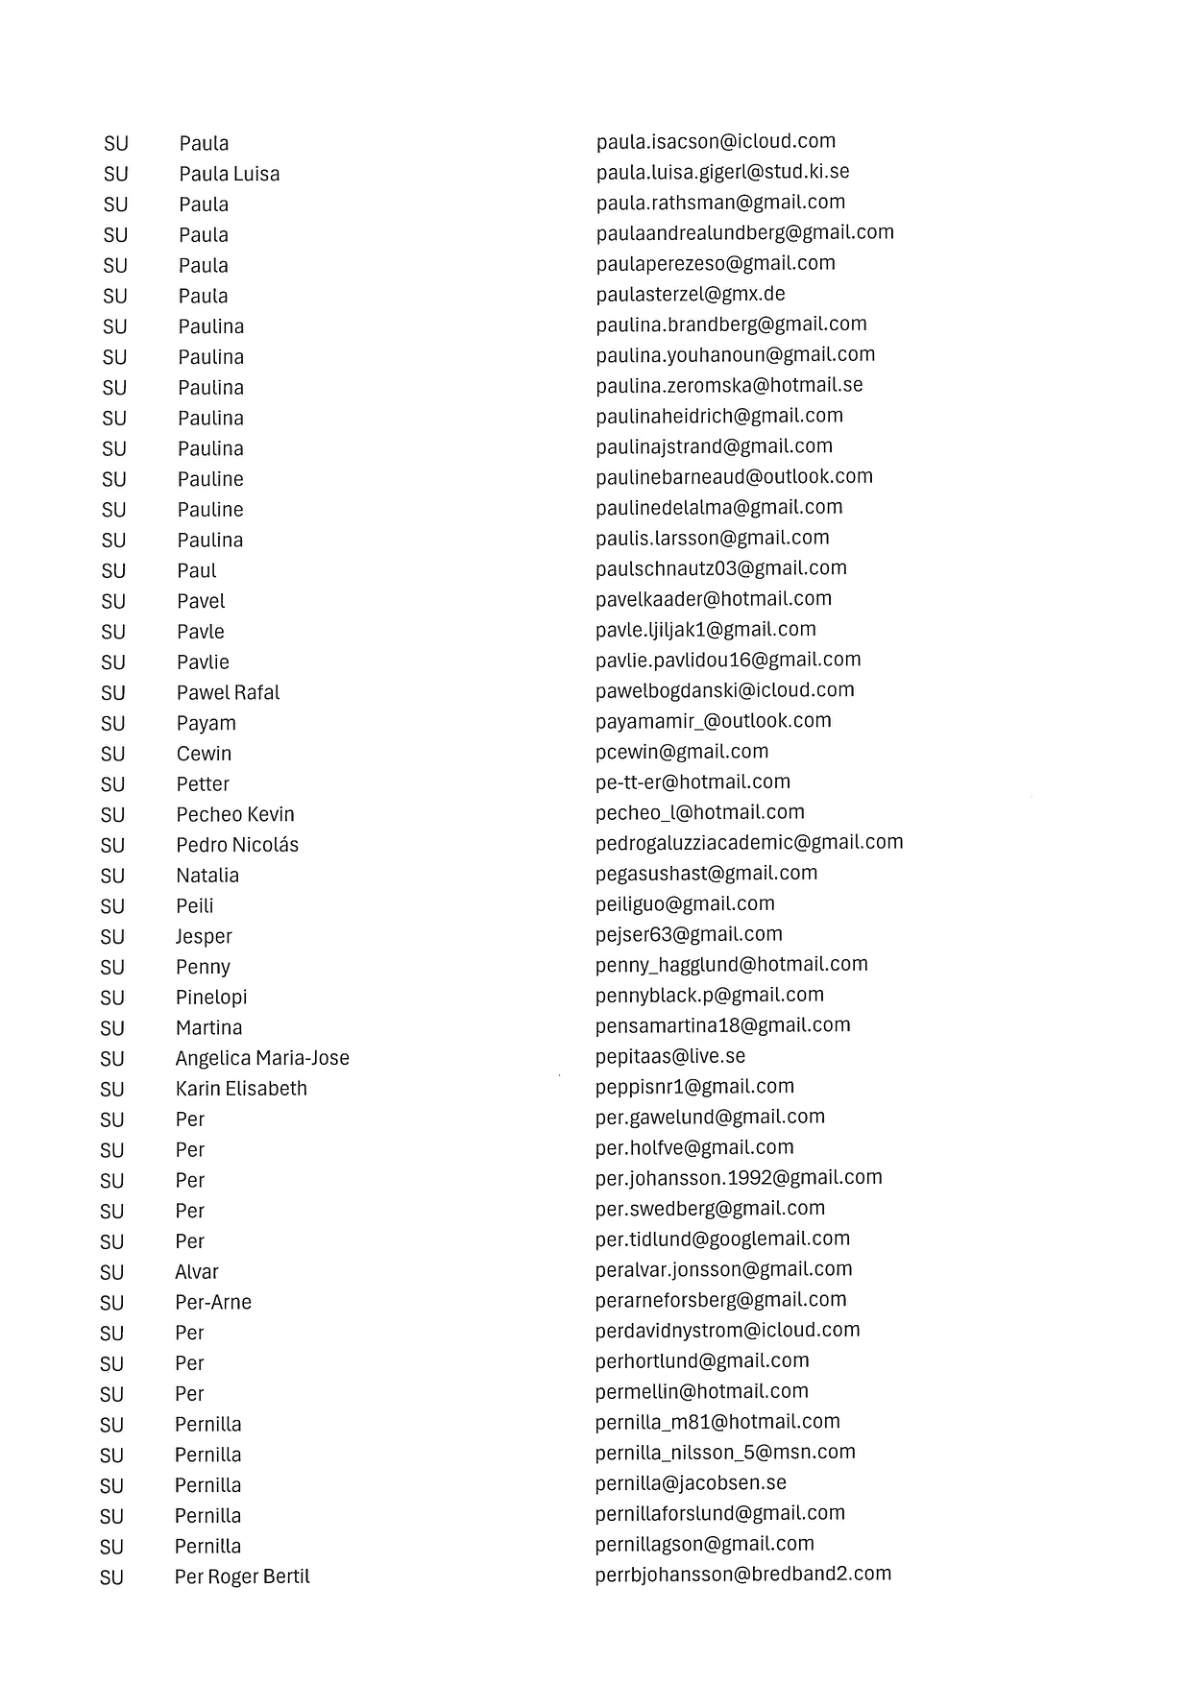 SU Paula paula.isacson@icloud.com
SU Paula Luisa paula.luisa.gigerl@stud.ki.se
SU Paula paula.rathsman@gmail.com
SU Paula paulaandrealundberg@gmail.com
SU Paula paulaperezeso@gmail.com
SU Paula paulasterzel@gmx.de
SU Paulina paulina.brandberg@gmail.com
SU Paulina paulina.youhanoun@gmail.com
SU Paulina paulina.zeromska@hotmail.se
SU Paulina paulinaheidrich@gmail.com
SU Paulina paulinajstrand@gmail.com
SU Pauline paulinebarneaud@outlook.com
SU Pauline paulinedelalma@gmail.com
SU Paulina paulis.larsson@gmail.com
SU Paul paulschnautz03@gmail.com
SU Pavel pavelkaader@hotmail.com
SU Pavle pavle.ljiljak1@gmail.com
SU Pavlie pavlie.pavlidou16@gmail.com
SU Pawel Rafal pawelbogdanski@icloud.com
SU Payam payamamir_@outlook.com
SU Cewin pcewin@gmail.com
SU Petter pe-tt-er@hotmail.com
SU Pecheo Kevin pecheo_l@hotmail.com
SU Pedro Nicolás pedrogaluzziacademic@gmail.com
SU Natalia pegasushast@gmail.com
SU Peili peiliguo@gmail.com
SU Jesper pejser63@gmail.com
SU Penny penny_hagglund@hotmail.com
SU Pinelopi pennyblack.p@gmail.com
SU Martina pensamartina18@gmail.com
SU Angelica Maria-Jose pepitaas@live.se
SU Karin Elisabeth peppisnr1@gmail.com
SU Per per.gawelund@gmail.com
SU Per per.holfve@gmail.com
SU Per per.johansson.1992@gmail.com
SU Per per.swedberg@gmail.com
SU Per per.tidlund@googlemail.com
SU Alvar peralvar.jonsson@gmail.com
SU Per-Arne perarneforsberg@gmail.com
SU Per perdavidnystrom@icloud.com
SU Per perhortlund@gmail.com
SU Per permellin@hotmail.com
SU Pernilla pernilla_m81@hotmail.com
SU Pernilla pernilla_nilsson_5@msn.com
SU Pernilla pernilla@jacobsen.se
SU Pernilla pernillaforslund@gmail.com
SU Pernilla pernillagson@gmail.com
SU Per Roger Bertil perrbjohansson@bredband2.com